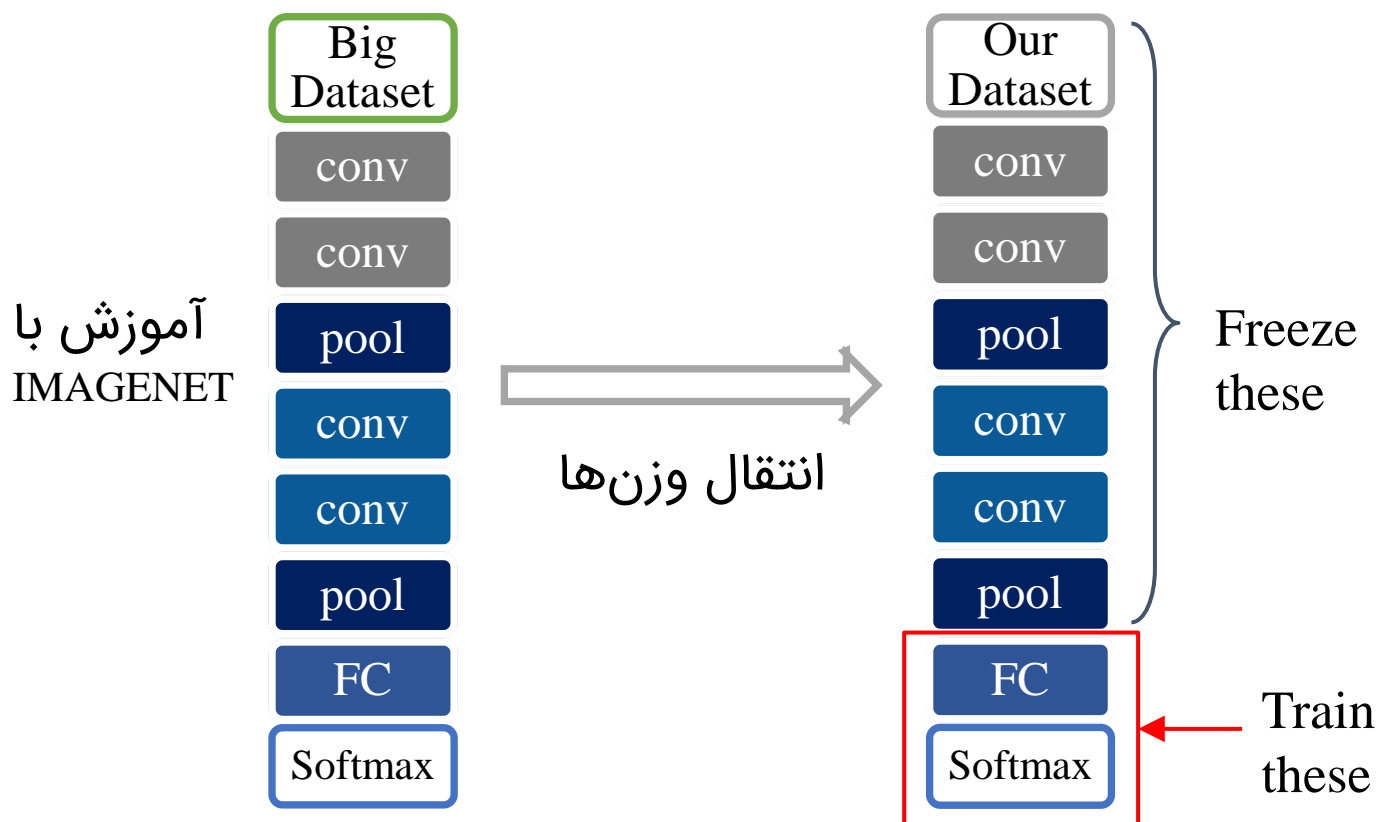 Big
Dataset
conv
conv
pool
conv
conv
pool
FC
Softmax
آموزش با
IMAGENET
انتقال وزن‌ها
Our
Dataset
conv
conv
pool
conv
conv
pool
FC
Softmax
Freeze
these
Train
these